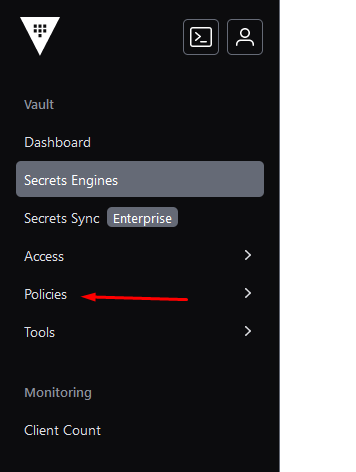 Vault
Dashboard
Secrets Engines
Secrets Sync Enterprise
Access
Policies
Tools
Monitoring
Client Count